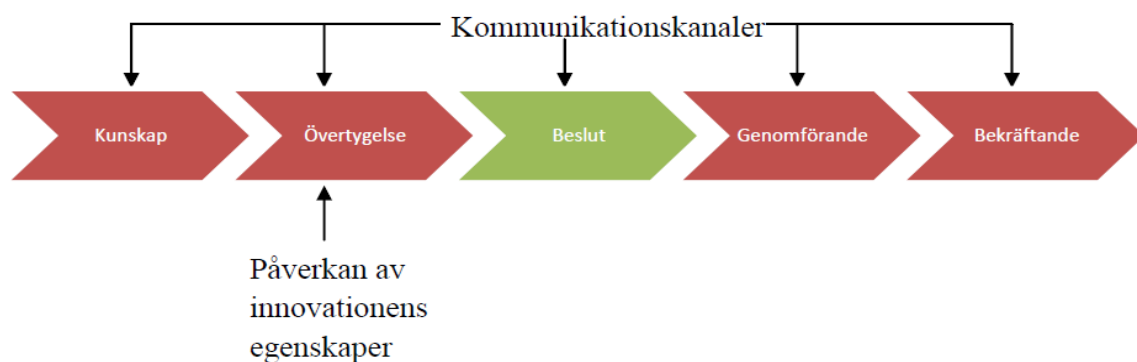 Kommunikationskanaler
Kunskap
Övertygelse
Beslut
Genomförande
Bekräftande
Påverkan av
innovationens
egenskaper